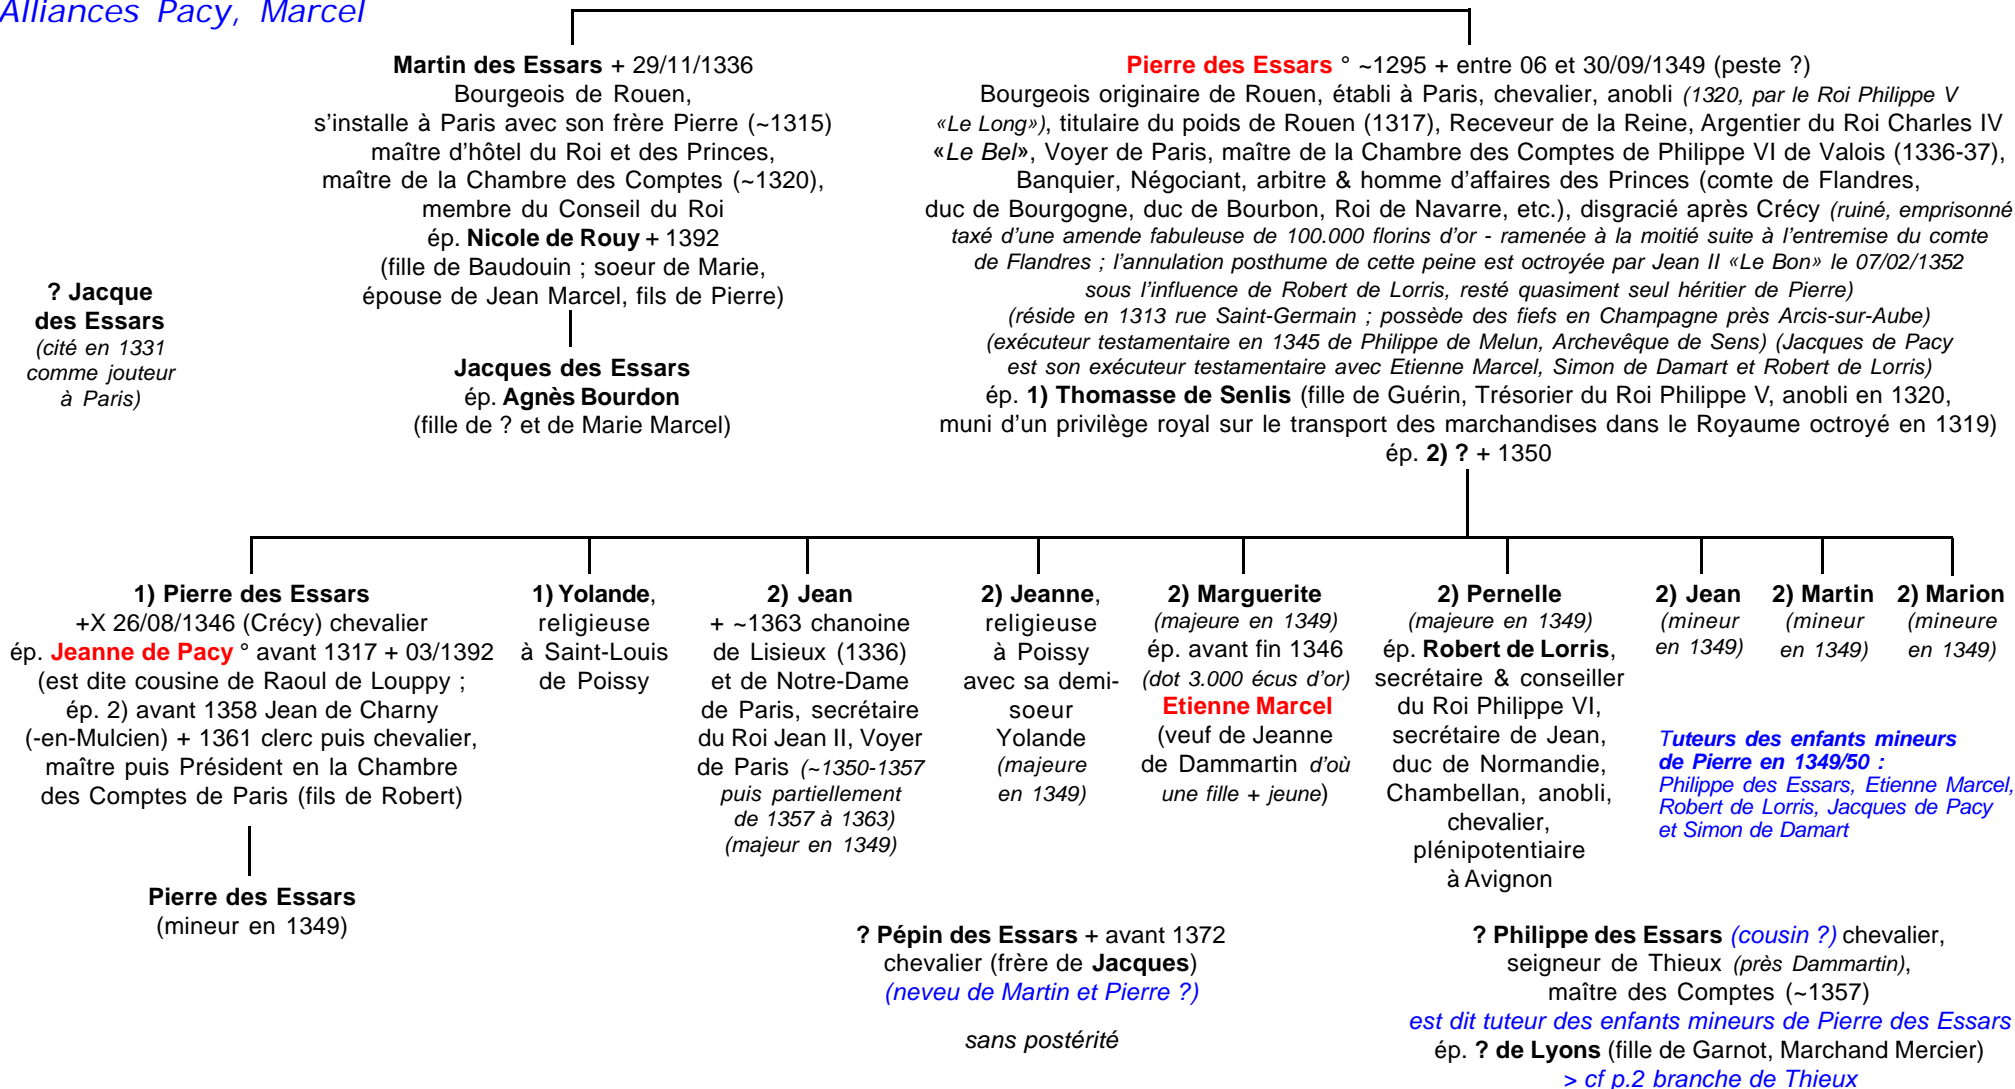 Alliances Pacy, Marcel
Martin des Essars + 29/11/1336
Bourgeois de Rouen,
s'installe à Paris avec son frère Pierre (~1315)
maître d'hôtel du Roi et des Princes,
maître de la Chambre des Comptes (~1320),
membre du Conseil du Roi
ép. Nicole de Rouy + 1392
(fille de Baudouin ; soeur de Marie,
épouse de Jean Marcel, fils de Pierre)
Jacques des Essars
ép. Agnès Bourdon
(fille de ? et de Marie Marcel)
? Jacque
des Essars
(cité en 1331
comme jouteur
à Paris)
Pierre des Essars ° ~1295 + entre 06 et 30/09/1349 (peste ?)
Bourgeois originaire de Rouen, établi à Paris, chevalier, anobli (1320, par le Roi Philippe V
«Le Long»), titulaire du poids de Rouen (1317), Receveur de la Reine, Argentier du Roi Charles IV
«Le Bel», Voyer de Paris, maître de la Chambre des Comptes de Philippe VI de Valois (1336-37),
Banquier, Négociant, arbitre & homme d'affaires des Princes (comte de Flandres,
duc de Bourgogne, duc de Bourbon, Roi de Navarre, etc.), disgracié après Crécy (ruiné, emprisonné
taxé d'une amende fabuleuse de 100.000 florins d'or - ramenée à la moitié suite à l'entremise du comte
de Flandres ; l'annulation posthume de cette peine est octroyée par Jean II «Le Bon» le 07/02/1352
sous l'influence de Robert de Lorris, resté quasiment seul héritier de Pierre)
(réside en 1313 rue Saint-Germain ; possède des fiefs en Champagne près Arcis-sur-Aube)
(exécuteur testamentaire en 1345 de Philippe de Melun, Archevêque de Sens) (Jacques de Pacy
est son exécuteur testamentaire avec Etienne Marcel, Simon de Damart et Robert de Lorris)
ép. 1) Thomasse de Senlis (fille de Guérin, Trésorier du Roi Philippe V, anobli en 1320,
muni d'un privilège royal sur le transport des marchandises dans le Royaume octroyé en 1319)
ép. 2) ? + 1350
1) Pierre des Essars
+X 26/08/1346 (Crécy) chevalier
ép. Jeanne de Pacy ° avant 1317 + 03/1392
(est dite cousine de Raoul de Louppy ;
ép. 2) avant 1358 Jean de Charny
(-en-Mulcien) + 1361 clerc puis chevalier,
maître puis Président en la Chambre
des Comptes de Paris (fils de Robert)
Pierre des Essars
(mineur en 1349)
1) Yolande,
religieuse
à Saint-Louis
de Poissy
2) Jean
+ ~1363 chanoine
de Lisieux (1336)
et de Notre-Dame
de Paris, secrétaire
du Roi Jean II, Voyer
de Paris (~1350-1357
puis partiellement
de 1357 à 1363)
(majeur en 1349)
2) Jeanne,
religieuse
à Poissy
avec sa demi-
soeur
Yolande
(majeure
en 1349)
2) Marguerite
(majeure en 1349)
ép. avant fin 1346
(dot 3.000 écus d'or)
Etienne Marcel
(veuf de Jeanne
de Dammartin d'où
une fille + jeune)
2) Pernelle
(majeure en 1349)
ép. Robert de Lorris,
secrétaire & conseiller
du Roi Philippe VI,
secrétaire de Jean,
duc de Normandie,
Chambellan, anobli,
chevalier,
plénipotentiaire
à Avignon
2) Jean
(mineur
en 1349)
2) Martin
(mineur
en 1349)
2) Marion
(mineure
en 1349)
Tuteurs des enfants mineurs
de Pierre en 1349/50 :
Philippe des Essars, Etienne Marcel,
Robert de Lorris, Jacques de Pacy
et Simon de Damart
? Pépin des Essars + avant 1372
chevalier (frère de Jacques)
(neveu de Martin et Pierre ?)
sans postérité
? Philippe des Essars (cousin ?) chevalier,
seigneur de Thieux (près Dammartin),
maître des Comptes (~1357)
est dit tuteur des enfants mineurs de Pierre des Essars
ép. ? de Lyons (fille de Garnot, Marchand Mercier)
> cf p.2 branche de Thieux